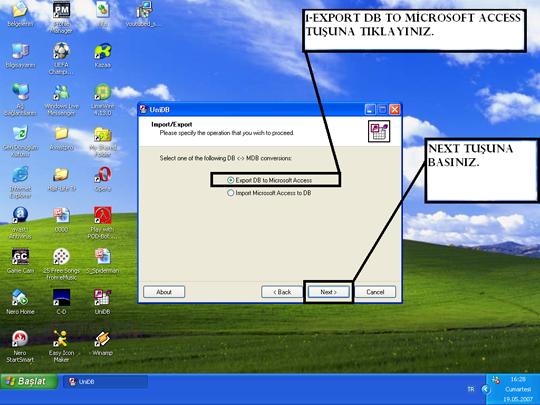 1-EXPORT DB TO MİCROSOFT ACCESS
TUŞUNA TIKLAYINIZ.
NEXT TUŞUNA
BASINIZ.
UniDB
Import/Export
Please specify the operation that you wish to proceed.
Select one of the following DB <-> MDB conversions:
Export DB to Microsoft Access
Import Microsoft Access to DB
About
< Back
Next >
Cancel
belgelerim
Manager
youtubed_s...
Bilgisayarım
UEFA
Champi...
Kazaa
Ağ
Bağlantılarım
Windows Live
Messenger
LimeWire
4.13.0
Geri Dönüşüm
Kutusu
My Shared
Folder
Internet
Explorer
Half-Life
Opera
avast!
Antivirus
0000
Play with
POD-Bot...
Game Cam
25 Free Songs
from eMusic
S_Spiderman
Nero Home
C-D
UniDB
Nero
StartSmart
Easy Icon
Maker
Winamp
Başlat
UniDB
TR
16:28
Cumartesi
19.05.2007